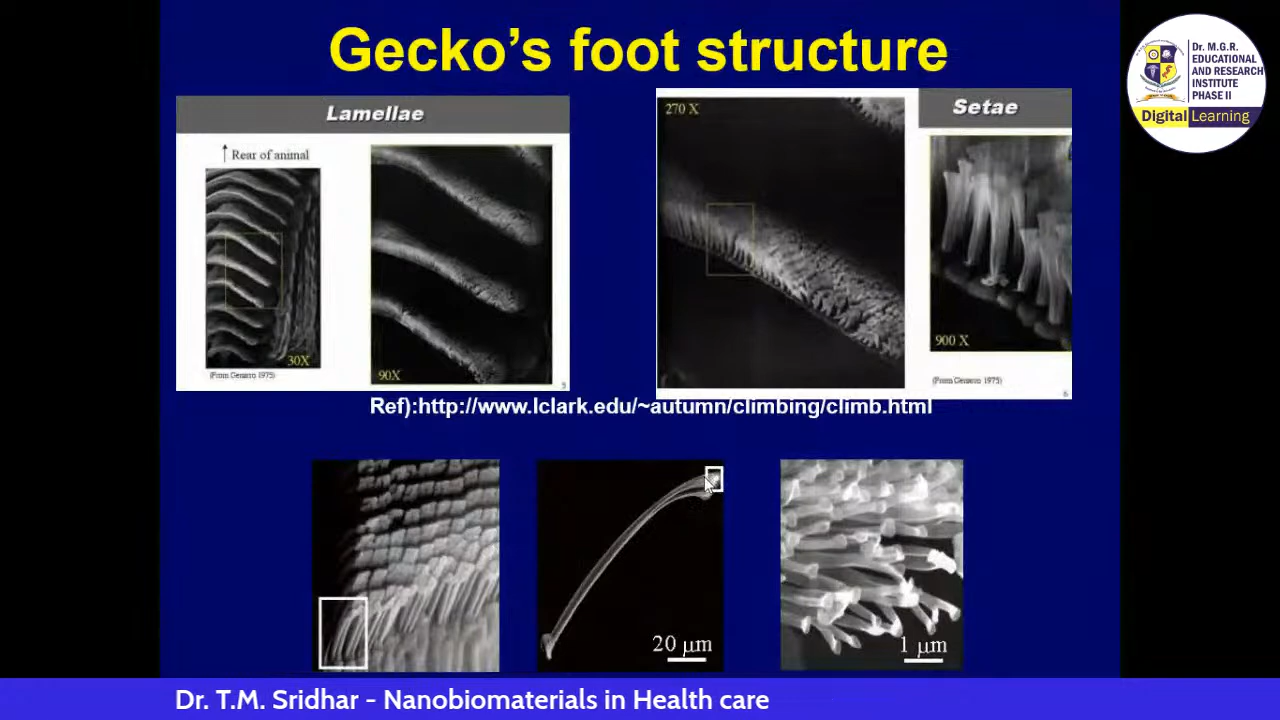 Gecko's foot structure
Lamellae
Rear of animal
30X
(From Gennaro 1975)
90X
5
270 X
Setae
900 X
(From Gennaro 1975)
6
Ref):http://www.lclark.edu/~autumn/climbing/climb.html
20 µm
1 µm
Dr. M.G.R.
EDUCATIONAL
AND RESEARCH
INSTITUTE
PHASE II
Digital Learning
Dr. T.M. Sridhar - Nanobiomaterials in Health care